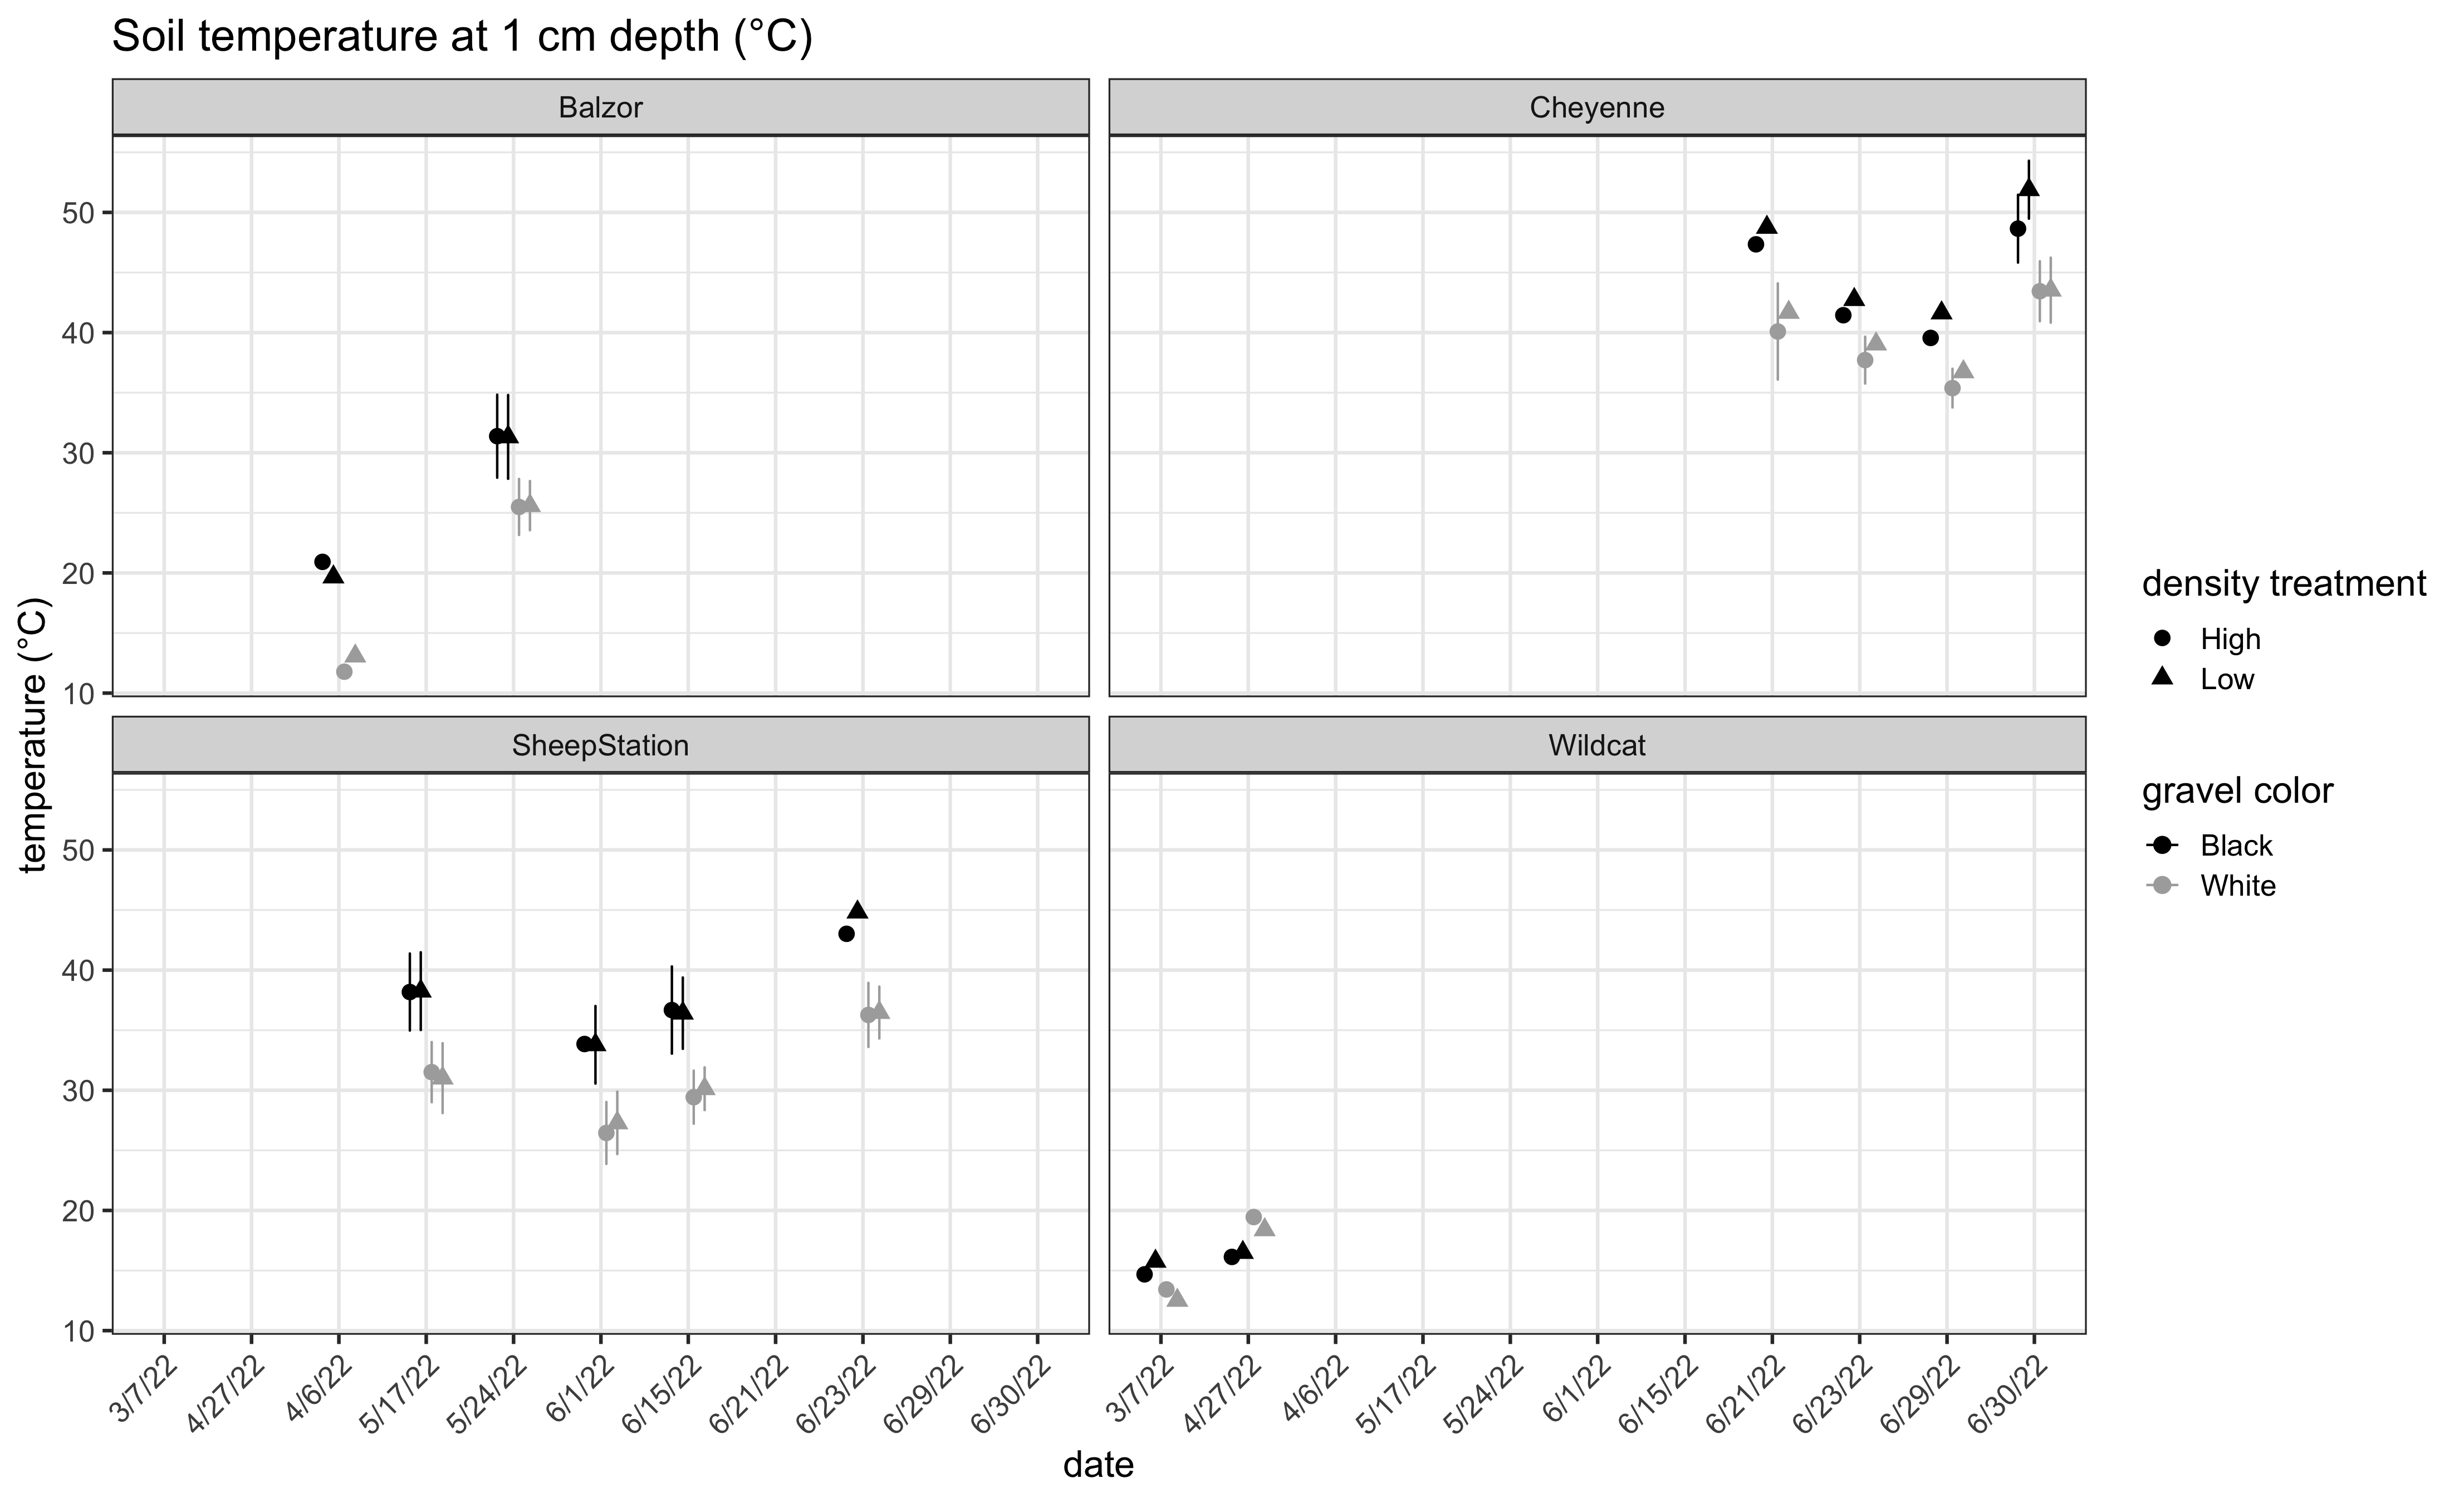 Soil temperature at 1 cm depth (°C)
Balzor
Cheyenne
50
40
30
20
10
SheepStation
Wildcat
50
40
30
20
10
temperature (°C)
3/7/22
4/27/22
4/6/22
5/17/22
5/24/22
6/1/22
6/15/22
6/21/22
6/23/22
6/29/22
6/30/22
3/7/22
4/27/22
4/6/22
5/17/22
5/24/22
6/1/22
6/15/22
6/21/22
6/23/22
6/29/22
6/30/22
date
density treatment
High
Low
gravel color
Black
White